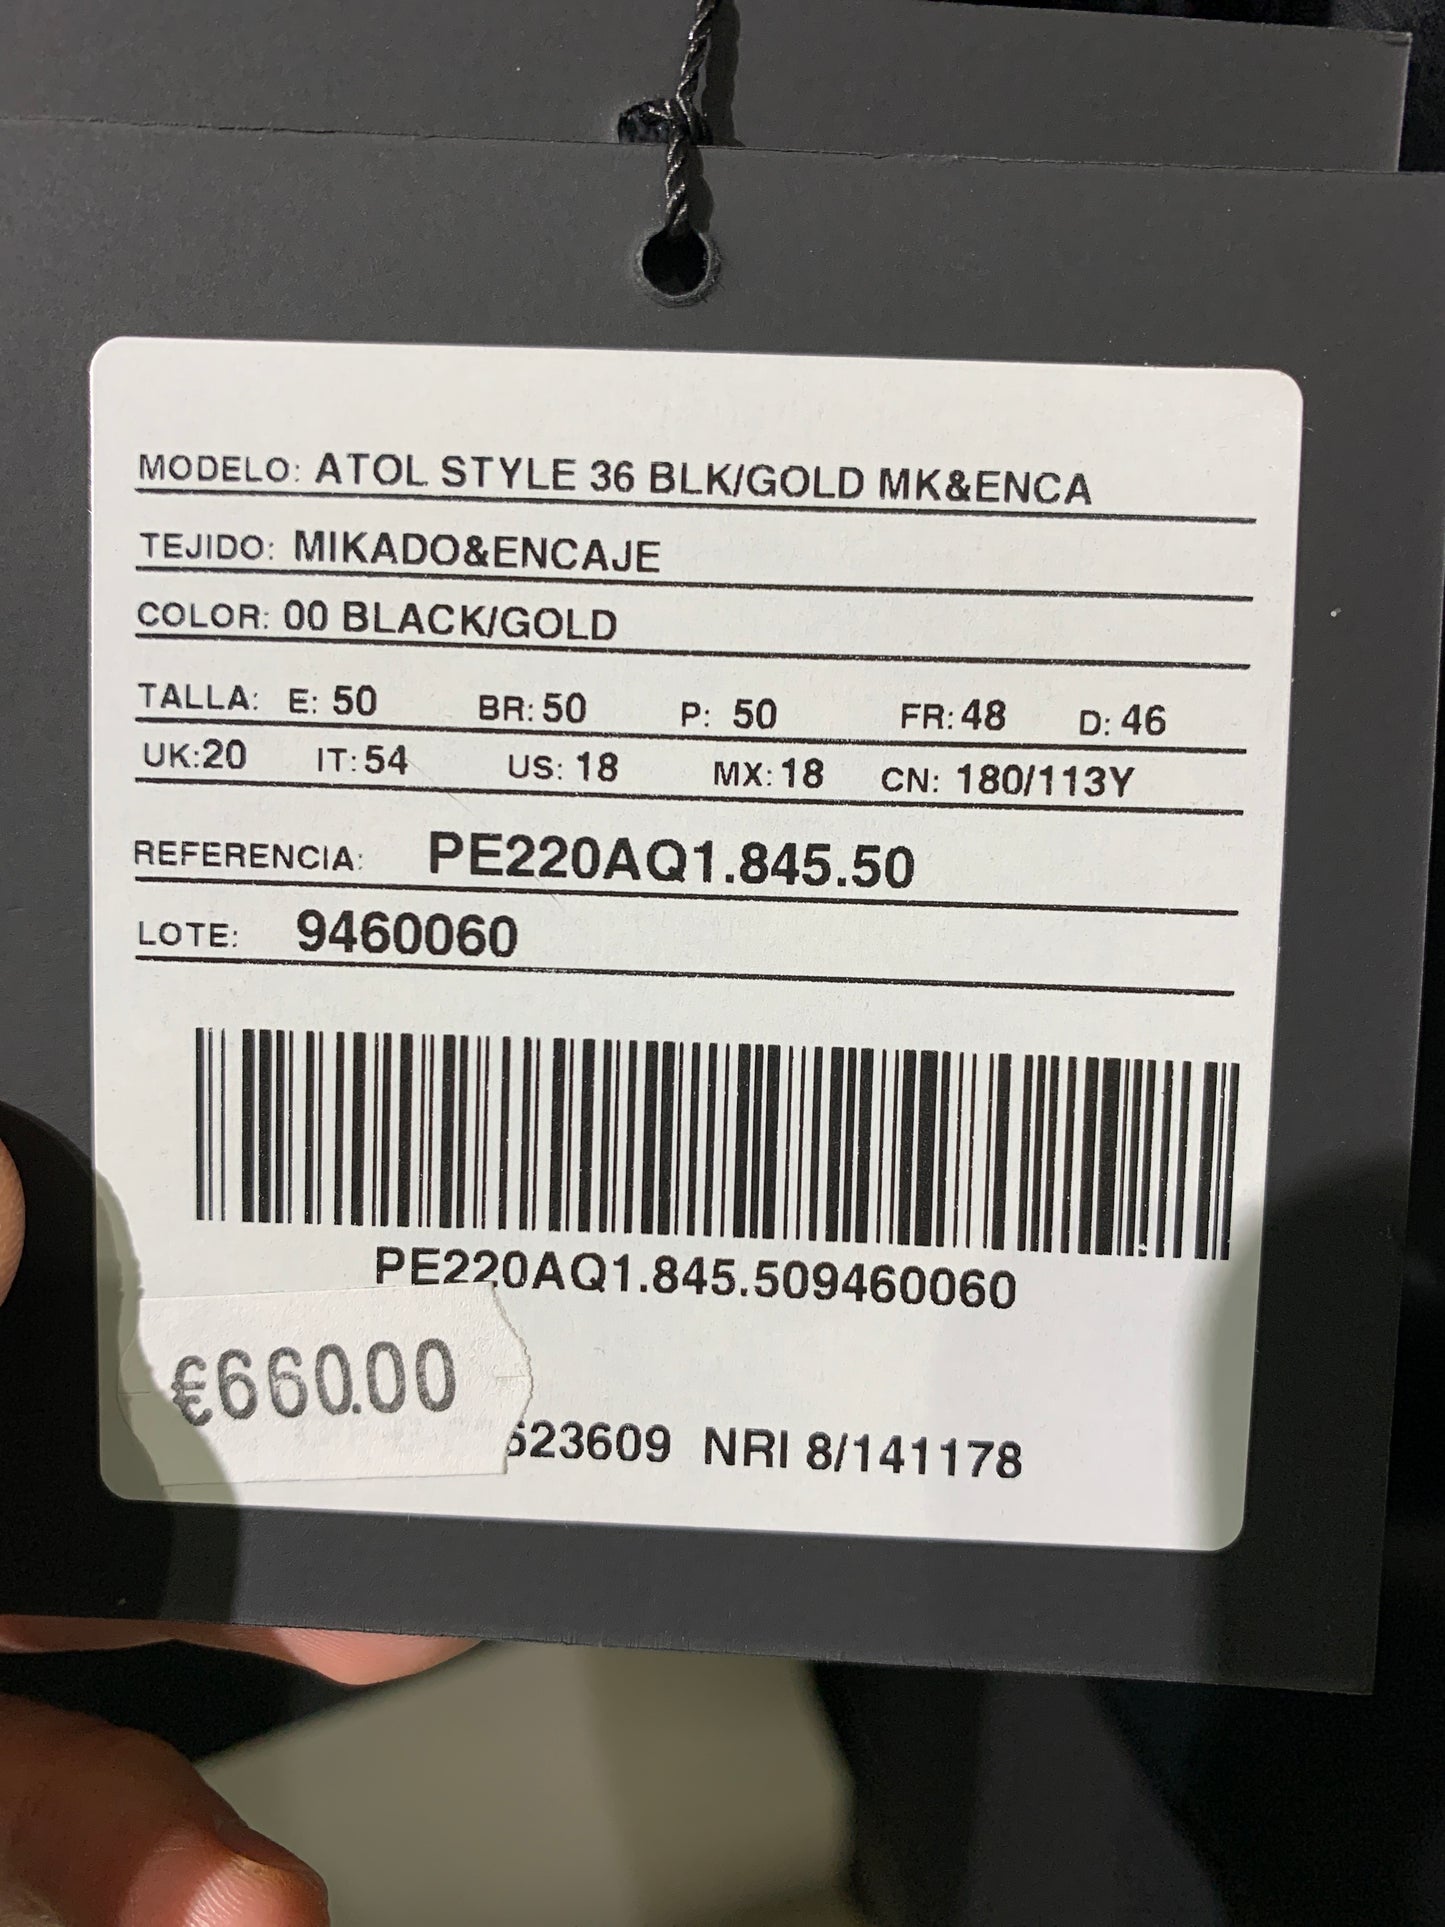 MODELO: ATOL STYLE 36 BLK/GOLD MK&ENCA
TEJIDO: MIKADO&ENCAJE
COLOR: 00 BLACK/GOLD
TALLA: E: 50 BR: 50 P: 50 FR: 48 D: 46
UK:20 IT: 54 US: 18 MX: 18 CN: 180/113Y
REFERENCIA: PE220AQ1.845.50
LOTE: 9460060
PE220AQ1.845.509460060
€660.00
523609 NRI 8/141178